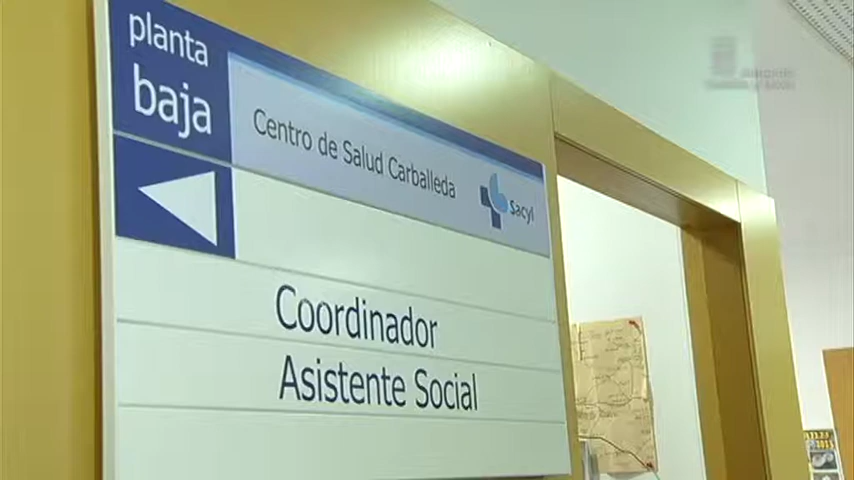 planta
baja
Centro de Salud Carballeda
Sacyl
Coordinador
Asistente Social